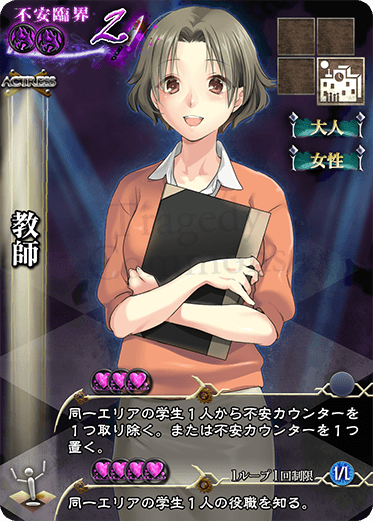 不安臨界
2
ACTRESS
大人
女性
教師
Tragedy
Commons
同一エリアの学生1人から不安カウンターを
1つ取り除く。または不安カウンターを1つ
置く。
1ループ1回制限
1/L
同一エリアの学生1人の役職を知る。